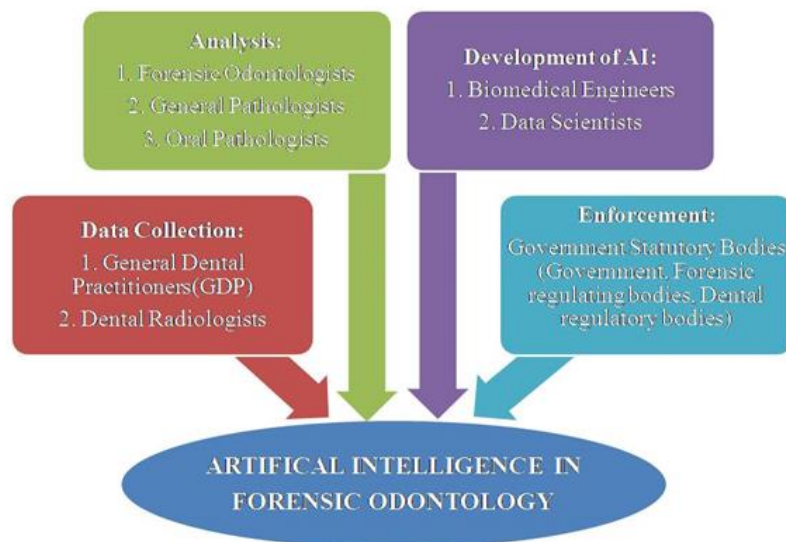 Analysis:
1. Forensic Odontologists
2. General Pathologists
3. Oral Pathologists
Development of AI:
1. Biomedical Engineers
2. Data Scientists
Data Collection:
1. General Dental
Practitioners(GDP)
2. Dental Radiologists
Enforcement:
Government Statutory Bodies
(Government, Forensic
regulating bodies, Dental
regulatory bodies)
ARTIFICAL INTELLIGENCE IN
FORENSIC ODONTOLOGY